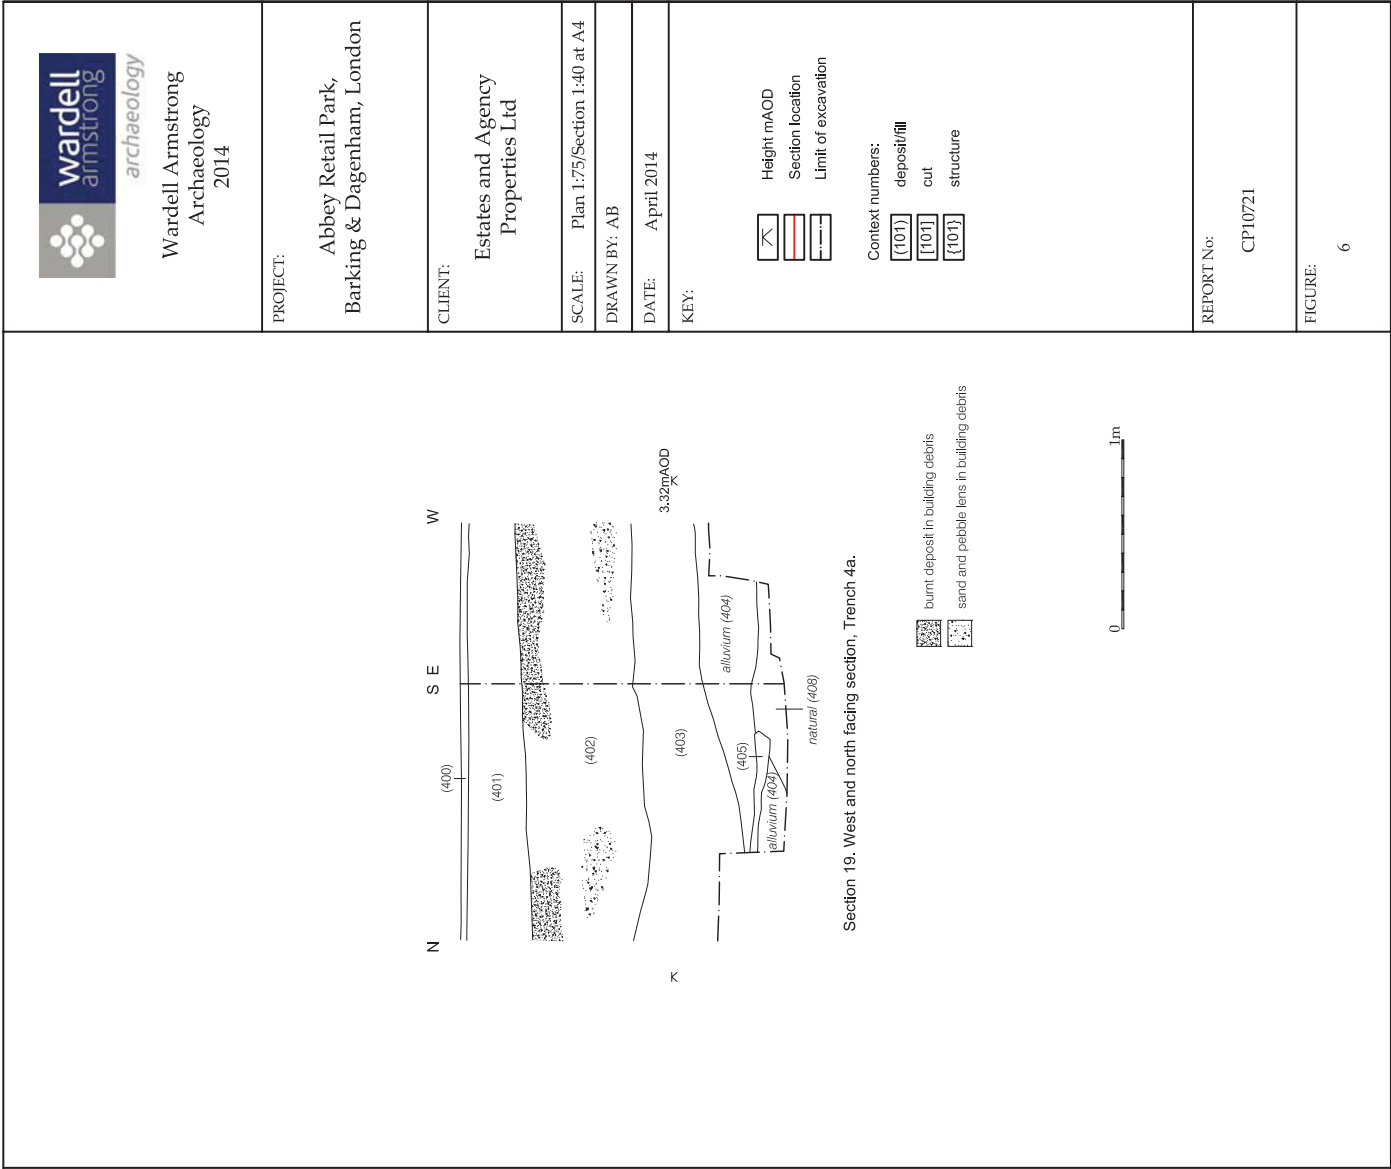 wardell
armstrong
archaeology
Wardell Armstrong
Archaeology
2014
PROJECT:
Abbey Retail Park,
Barking & Dagenham, London
CLIENT:
Estates and Agency
Properties Ltd
SCALE: Plan 1:75/Section 1:40 at A4
DRAWN BY: AB
DATE: April 2014
KEY:
Height mAOD
Section location
Limit of excavation
Context numbers:
(101) deposit/fill
[101] cut
{101} structure
REPORT No:
CP10721
FIGURE:
6
N
S E
W
(400)
(401)
(402)
(403)
3.32mAOD
alluvium (404)
(405)
alluvium (404)
natural (408)
Section 19. West and north facing section, Trench 4a.
burnt deposit in building debris
sand and pebble lens in building debris
0 1m